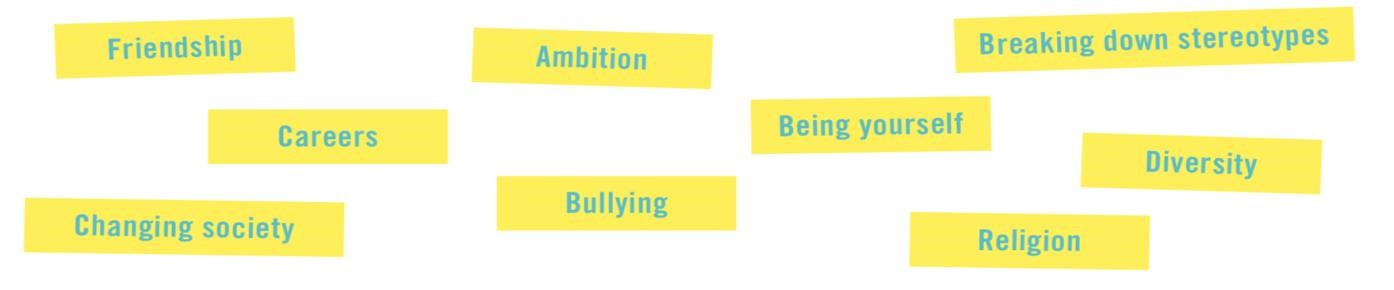 Friendship
Ambition
Breaking down stereotypes
Careers
Being yourself
Diversity
Changing society
Bullying
Religion